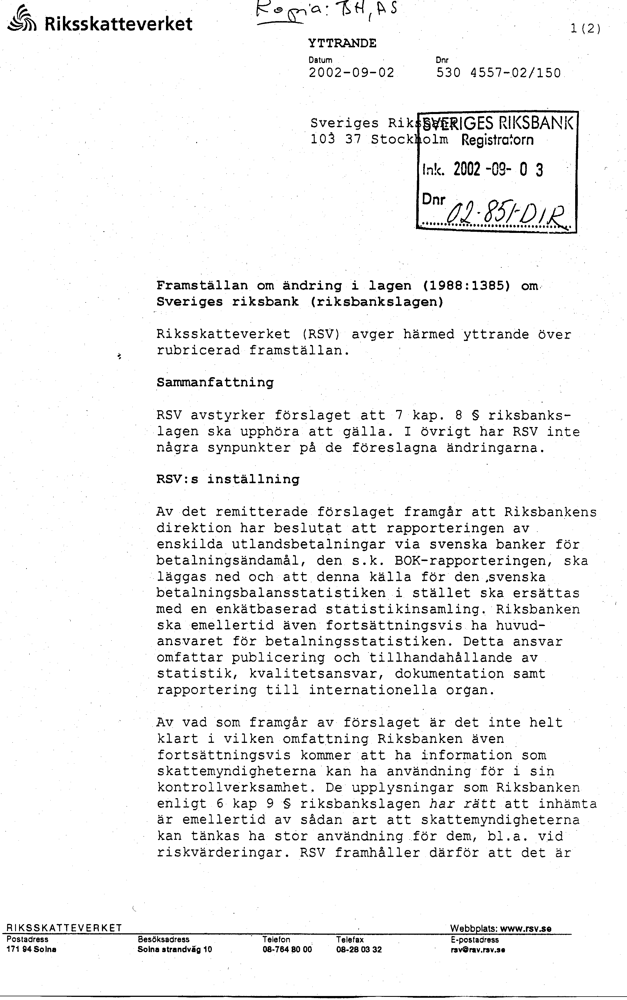 Kopia: BH, AS
Riksskatteverket
1(2)
YTTRANDE
Datum Dnr
2002-09-02 530 4557-02/150
Sveriges Riksbank
103 37 Stockholm
SVERIGES RIKSBANK
Registratorn
Ink. 2002 -09- 0 3
Dnr 02-851-DIR
Framställan om ändring i lagen (1988:1385) om
Sveriges riksbank (riksbankslagen)
Riksskatteverket (RSV) avger härmed yttrande över
rubricerad framställan.
Sammanfattning
RSV avstyrker förslaget att 7 kap. 8 § riksbanks-
lagen ska upphöra att gälla. I övrigt har RSV inte
några synpunkter på de föreslagna ändringarna.
RSV:s inställning
Av det remitterade förslaget framgår att Riksbankens
direktion har beslutat att rapporteringen av
enskilda utlandsbetalningar via svenska banker för
betalningsändamål, den s.k. BOK-rapporteringen, ska
läggas ned och att denna källa för den svenska
betalningsbalansstatistiken i stället ska ersättas
med en enkätbaserad statistikinsamling. Riksbanken
ska emellertid även fortsättningsvis ha huvud-
ansvaret för betalningsstatistiken. Detta ansvar
omfattar publicering och tillhandahållande av
statistik, kvalitetsansvar, dokumentation samt
rapportering till internationella organ.
Av vad som framgår av förslaget är det inte helt
klart i vilken omfattning Riksbanken även
fortsättningsvis kommer att ha information som
skattemyndigheterna kan ha användning för i sin
kontrollverksamhet. De upplysningar som Riksbanken
enligt 6 kap 9 § riksbankslagen har rätt att inhämta
är emellertid av sådan art att skattemyndigheterna
kan tänkas ha stor användning för dem, bl.a. vid
riskvärderingar. RSV framhåller därför att det är
RIKSSKATTEVERKET Webbplats: www.rsv.se
Postadress Besöksadress Telefon Telefax E-postadress
171 94 Solna Solna strandväg 10 08-764 80 00 08-28 03 32 rsv@rsv.rsv.se